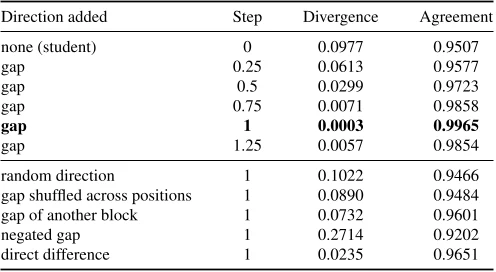 Direction added Step Divergence Agreement
none (student) 0 0.0977 0.9507
gap 0.25 0.0613 0.9577
gap 0.5 0.0299 0.9723
gap 0.75 0.0071 0.9858
gap 1 0.0003 0.9965
gap 1.25 0.0057 0.9854
random direction 1 0.1022 0.9466
gap shuffled across positions 1 0.0890 0.9484
gap of another block 1 0.0732 0.9601
negated gap 1 0.2714 0.9202
direct difference 1 0.0235 0.9651